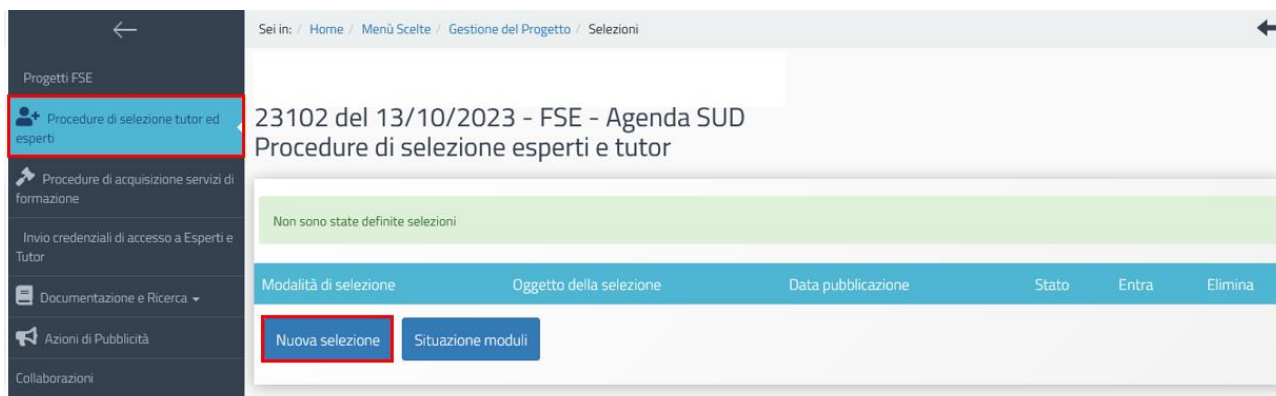 Sei in: / Home / Menù Scelte / Gestione del Progetto / Selezioni
Progetti FSE
Procedure di selezione tutor ed
esperti
Procedure di acquisizione servizi di
formazione
Invio credenziali di accesso a Esperti e
Tutor
Documentazione e Ricerca
Azioni di Pubblicità
Collaborazioni
23102 del 13/10/2023 - FSE - Agenda SUD
Procedure di selezione esperti e tutor
Non sono state definite selezioni
Modalità di selezione Oggetto della selezione Data pubblicazione Stato Entra Elimina
Nuova selezione Situazione moduli